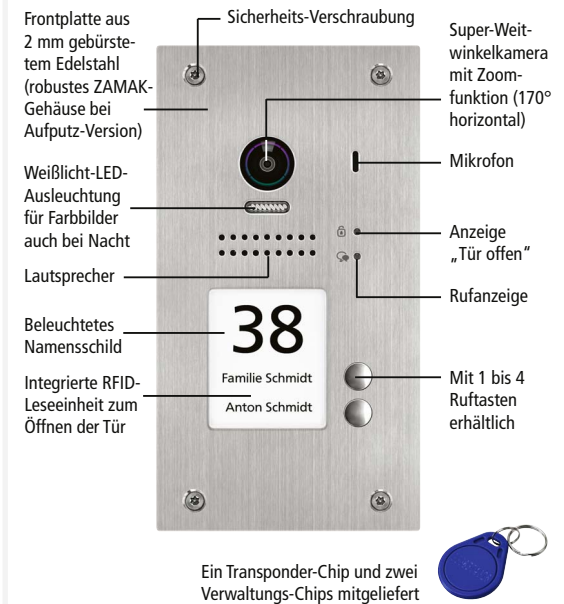 Frontplatte aus
2 mm gebürste-
tem Edelstahl
(robustes ZAMAK-
Gehäuse bei
Aufputz-Version)
Sicherheits-Verschraubung
Super-Weit-
winkelkamera
mit Zoom-
funktion (170°
horizontal)
Mikrofon
Weißlicht-LED-
Ausleuchtung
für Farbbilder
auch bei Nacht
Anzeige
„Tür offen“
Lautsprecher
Rufanzeige
Beleuchtetes
Namensschild
38
Familie Schmidt
Anton Schmidt
Integrierte RFID-
Leseeinheit zum
Öffnen der Tür
Mit 1 bis 4
Ruftasten
erhältlich
Ein Transponder-Chip und zwei
Verwaltungs-Chips mitgeliefert